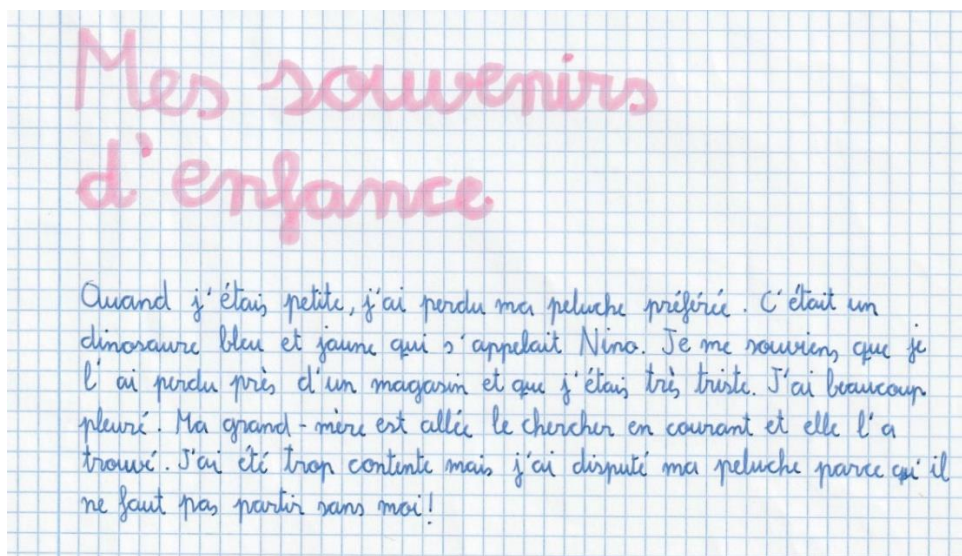 Mes souvenirs
d'enfance
Quand j'étais petite, j'ai perdu ma peluche préférée. C'était un
dinosaure bleu et jaune qui s'appelait Nino. Je me souviens que je
l'ai perdu près d'un magasin et que j'étais très triste. J'ai beaucoup
pleuré. Ma grand-mère est allée le chercher en courant et elle l'a
trouvé. J'ai été trop contente mais j'ai disputé ma peluche parce qu'il
ne faut pas partir sans moi!